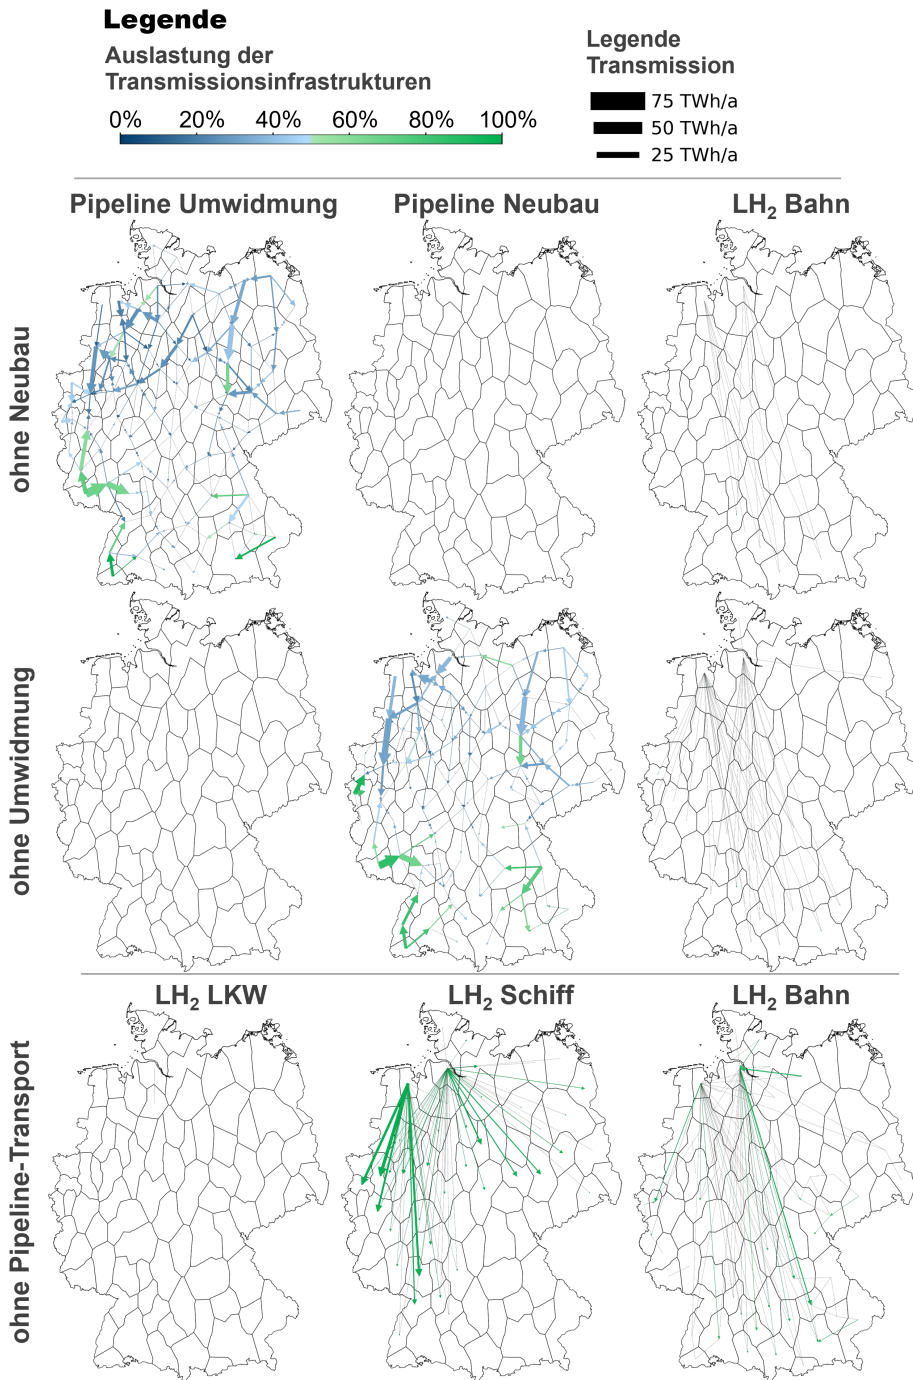 Legende
Auslastung der
Transmissionsinfrastrukturen
0% 20% 40% 60% 80% 100%
Legende
Transmission
75 TWh/a
50 TWh/a
25 TWh/a
Pipeline Umwidmung Pipeline Neubau LH₂ Bahn
ohne Neubau
ohne Umwidmung
LH₂ LKW LH₂ Schiff LH₂ Bahn
ohne Pipeline-Transport